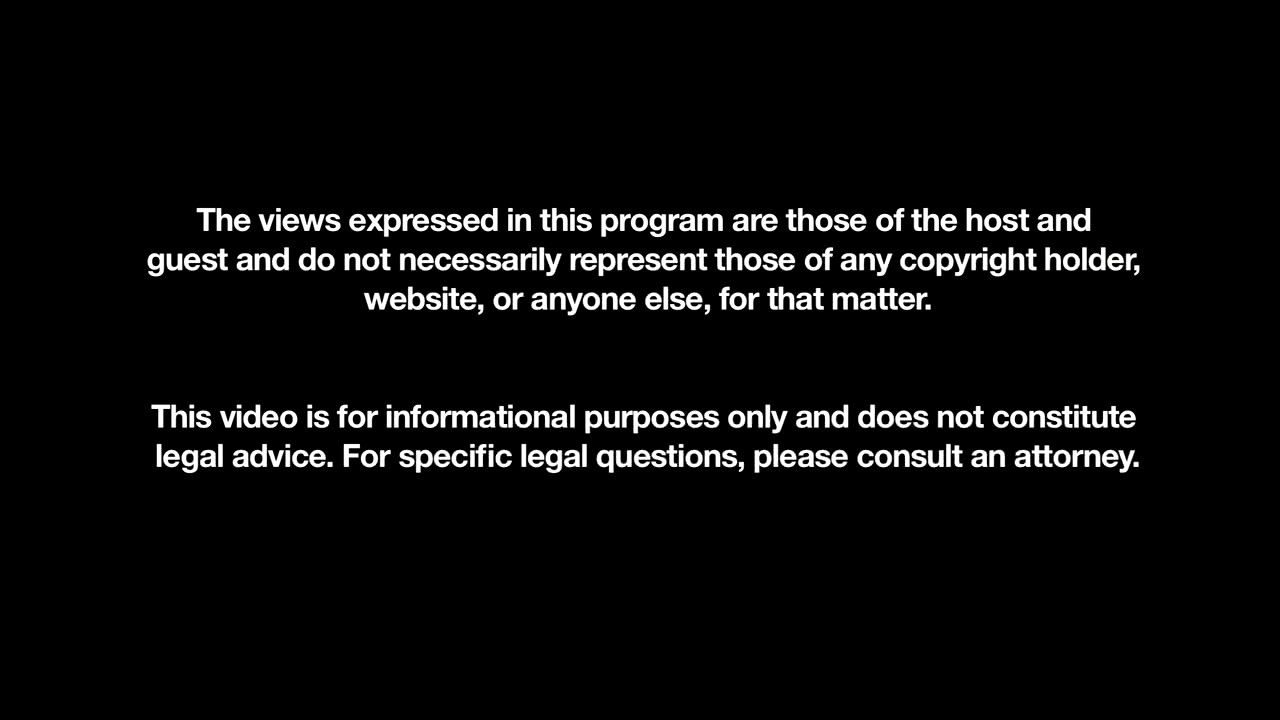 The views expressed in this program are those of the host and
guest and do not necessarily represent those of any copyright holder,
website, or anyone else, for that matter.
This video is for informational purposes only and does not constitute
legal advice. For specific legal questions, please consult an attorney.